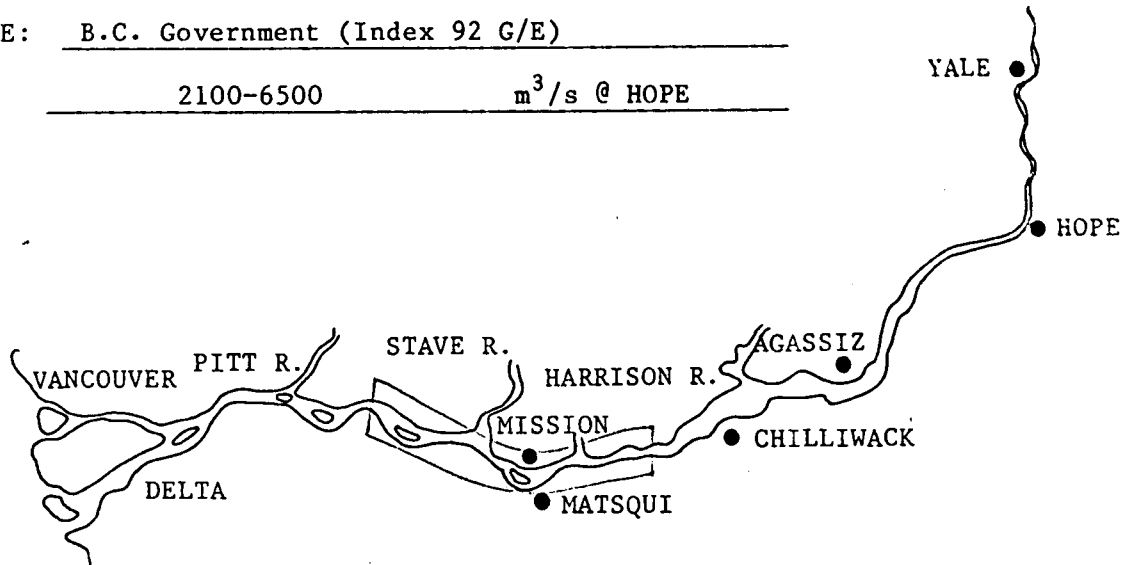 E: B.C. Government (Index 92 G/E)
2100-6500 m³/s @ HOPE
YALE
HOPE
AGASSIZ
STAVE R.
PITT R.
HARRISON R.
VANCOUVER
MISSION
CHILLIWACK
DELTA
MATSQUI